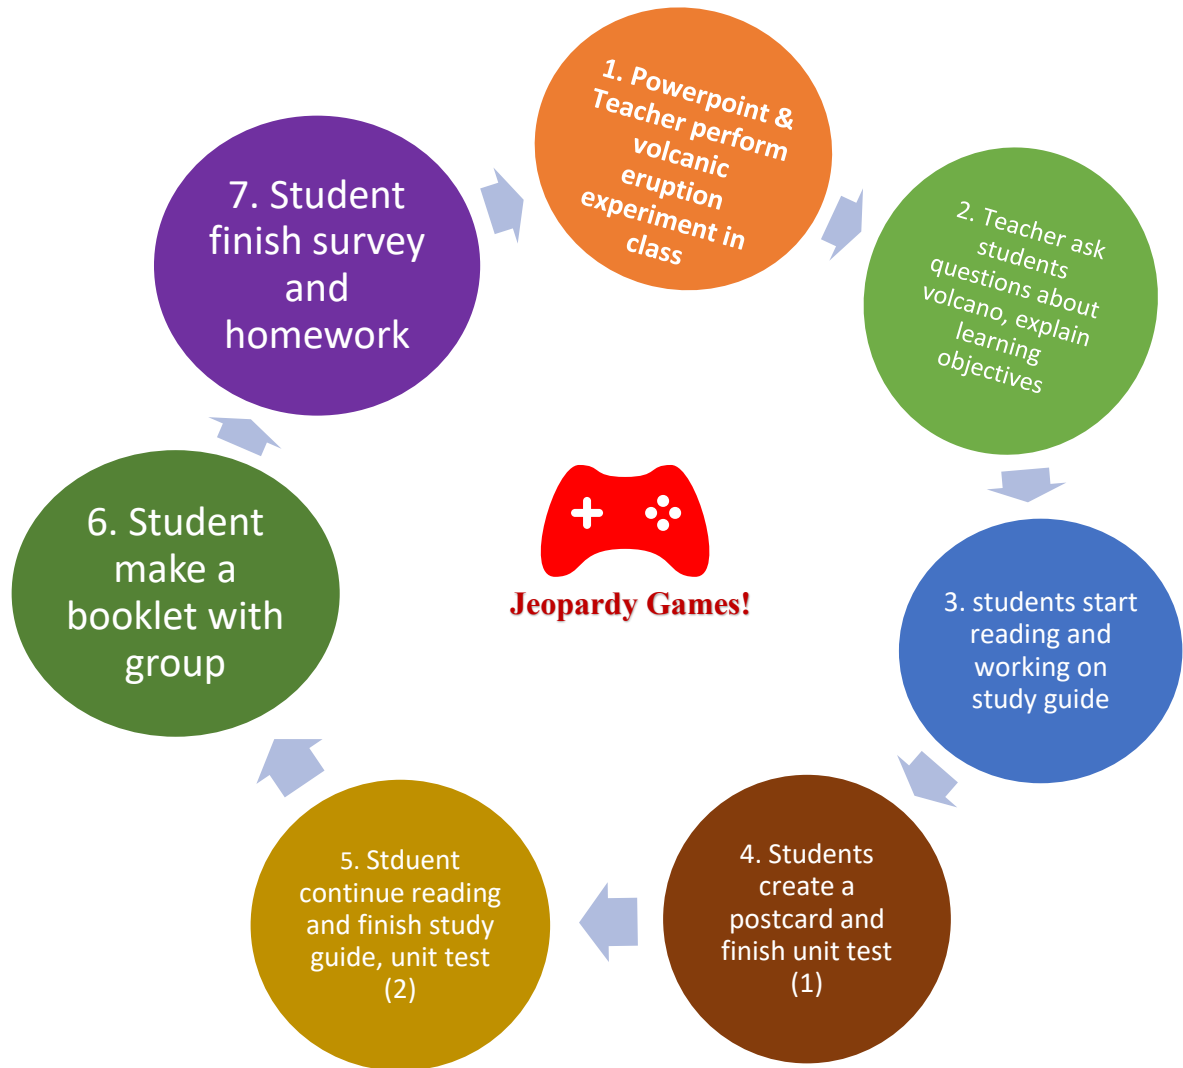 1. Powerpoint &
Teacher perform
volcanic
eruption
experiment in
class
2. Teacher ask
students
questions about
volcano, explain
learning
objectives
3. students start
reading and
working on
study guide
4. Students
create a
postcard and
finish unit test
(1)
5. Stduent
continue reading
and finish study
guide, unit test
(2)
6. Student
make a
booklet with
group
7. Student
finish survey
and
homework
Jeopardy Games!